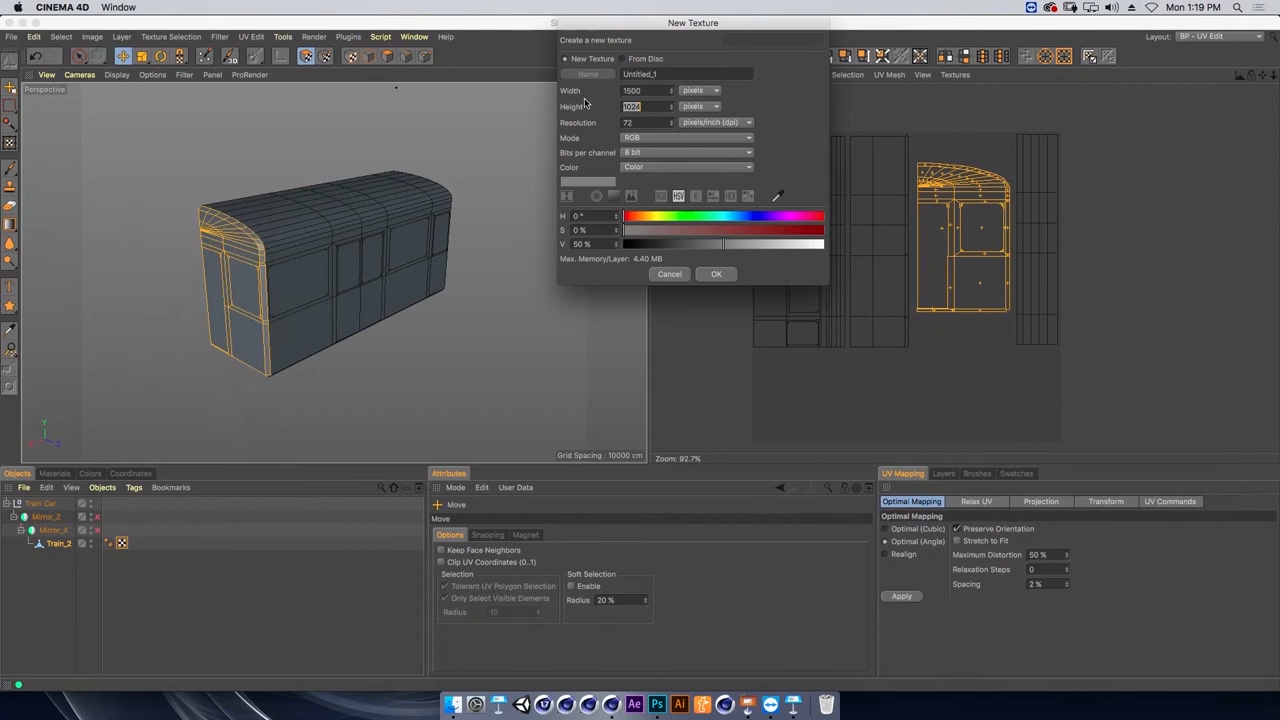 CINEMA 4D Window
Mon 1:19 PM
New Texture
File Edit Select Image Layer Texture Selection Filter UV Edit Tools Render Plugins Script Window Help
Layout: BP - UV Edit
View Cameras Display Options Filter Panel ProRender
Selection UV Mesh View Textures
Perspective
Create a new texture
New Texture From Disc
Name Untitled_1
Width 1500 pixels
Height 1024 pixels
Resolution 72 pixels/inch (dpi)
Mode RGB
Bits per channel 8 bit
Color Color
H 0 °
S 0 %
V 50 %
Max. Memory/Layer: 4.40 MB
Cancel OK
Y
X Z
Grid Spacing : 10000 cm
Zoom: 92.7%
Objects Materials Colors Coordinates
File Edit View Objects Tags Bookmarks
Train Car
Mirror_Z
Mirror_X
Train_2
Attributes
Mode Edit User Data
Move
Move
Options Snapping Magnet
Keep Face Neighbors
Clip UV Coordinates (0..1)
Selection
Tolerant UV Polygon Selection
Only Select Visible Elements
Radius 10
Soft Selection
Enable
Radius 20 %
UV Mapping Layers Brushes Swatches
Optimal Mapping Relax UV Projection Transform UV Commands
Optimal Mapping
Optimal (Cubic)
Optimal (Angle)
Realign
Preserve Orientation
Stretch to Fit
Maximum Distortion 50 %
Relaxation Steps 0
Spacing 2 %
Apply
17
Ae Ps Ai